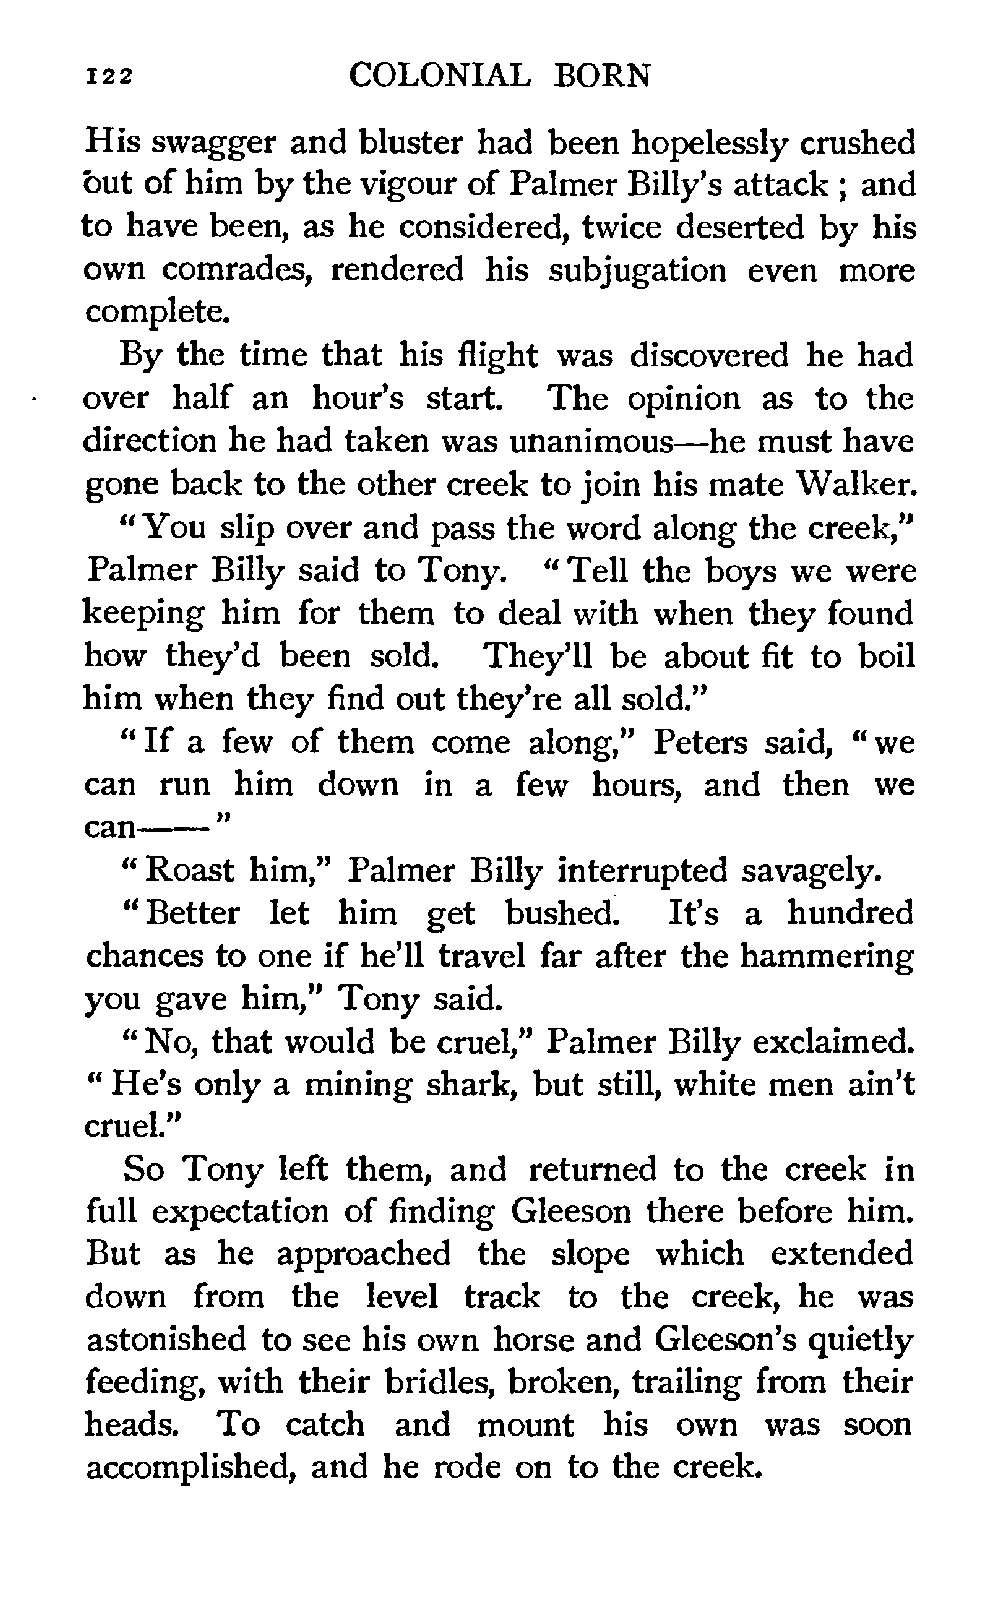 122 COLONIAL BORN
His swagger and bluster had been hopelessly crushed
out of him by the vigour of Palmer Billy's attack ; and
to have been, as he considered, twice deserted by his
own comrades, rendered his subjugation even more
complete.
By the time that his flight was discovered he had
over half an hour's start. The opinion as to the
direction he had taken was unanimous—he must have
gone back to the other creek to join his mate Walker.
“You slip over and pass the word along the creek,”
Palmer Billy said to Tony. “Tell the boys we were
keeping him for them to deal with when they found
how they'd been sold. They'll be about fit to boil
him when they find out they're all sold.”
“If a few of them come along,” Peters said, “we
can run him down in a few hours, and then we
can——”
“Roast him,” Palmer Billy interrupted savagely.
“Better let him get bushed. It's a hundred
chances to one if he'll travel far after the hammering
you gave him,” Tony said.
“No, that would be cruel,” Palmer Billy exclaimed.
“He's only a mining shark, but still, white men ain't
cruel.”
So Tony left them, and returned to the creek in
full expectation of finding Gleeson there before him.
But as he approached the slope which extended
down from the level track to the creek, he was
astonished to see his own horse and Gleeson's quietly
feeding, with their bridles, broken, trailing from their
heads. To catch and mount his own was soon
accomplished, and he rode on to the creek.